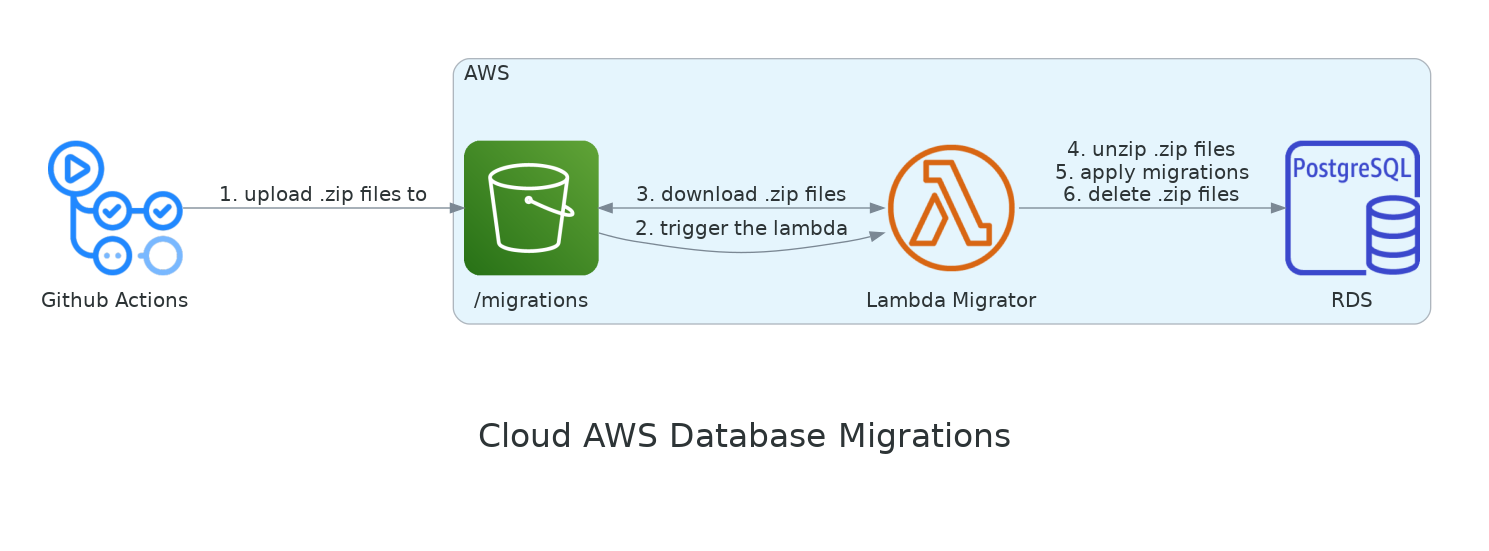 AWS
1. upload .zip files to
3. download .zip files
2. trigger the lambda
4. unzip .zip files
5. apply migrations
6. delete .zip files
PostgreSQL
Github Actions
/migrations
Lambda Migrator
RDS
Cloud AWS Database Migrations